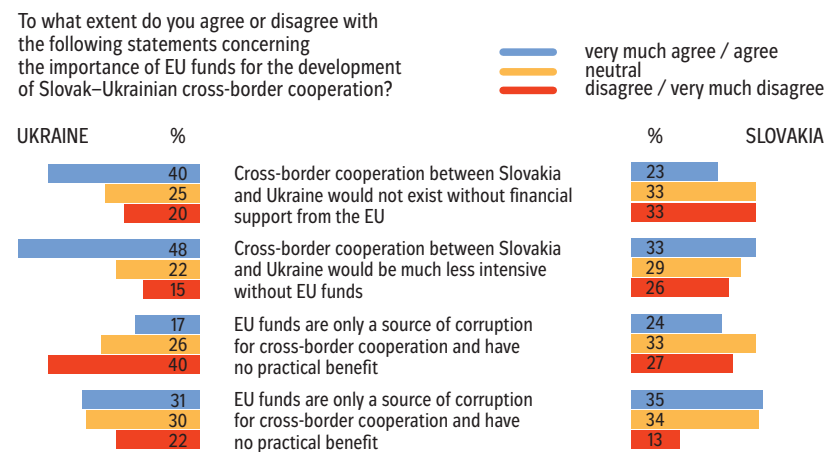 To what extent do you agree or disagree with
the following statements concerning
the importance of EU funds for the development
of Slovak–Ukrainian cross-border cooperation?
very much agree / agree
neutral
disagree / very much disagree
UKRAINE %
% SLOVAKIA
40 Cross-border cooperation between Slovakia 23
25 and Ukraine would not exist without financial 33
20 support from the EU 33
48 Cross-border cooperation between Slovakia 33
22 and Ukraine would be much less intensive 29
15 without EU funds 26
17 EU funds are only a source of corruption 24
26 for cross-border cooperation and have 33
40 no practical benefit 27
31 EU funds are only a source of corruption 35
30 for cross-border cooperation and have 34
22 no practical benefit 13